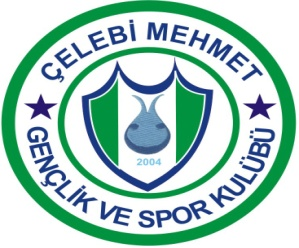 ÇELEBİ MEHMET
2004
GENÇLİK VE SPOR KULÜBÜ